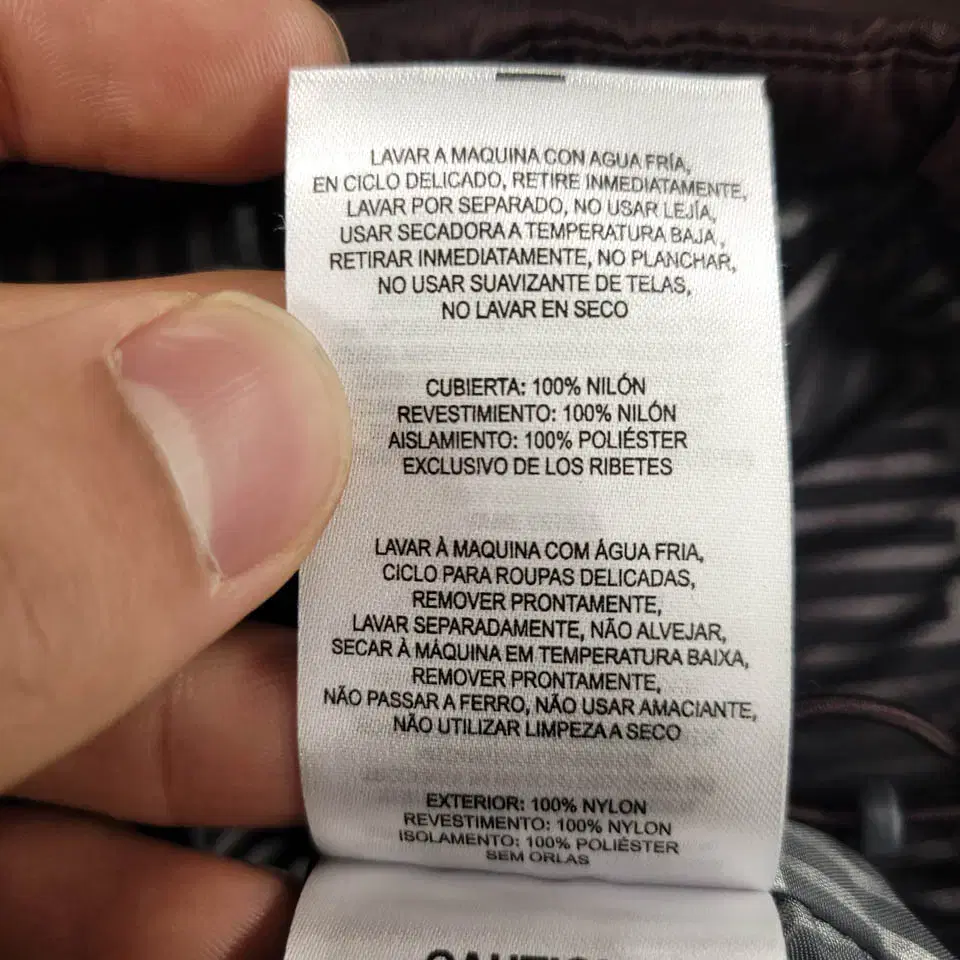 LAVAR A MAQUINA CON AGUA FRÍA,
EN CICLO DELICADO, RETIRE INMEDIATAMENTE,
LAVAR POR SEPARADO, NO USAR LEJÍA,
USAR SECADORA A TEMPERATURA BAJA,
RETIRAR INMEDIATAMENTE, NO PLANCHAR,
NO USAR SUAVIZANTE DE TELAS,
NO LAVAR EN SECO
CUBIERTA: 100% NILÓN
REVESTIMIENTO: 100% NILÓN
AISLAMIENTO: 100% POLIÉSTER
EXCLUSIVO DE LOS RIBETES
LAVAR À MAQUINA COM ÁGUA FRIA,
CICLO PARA ROUPAS DELICADAS,
REMOVER PRONTAMENTE,
LAVAR SEPARADAMENTE, NÃO ALVEJAR,
SECAR À MÁQUINA EM TEMPERATURA BAIXA,
REMOVER PRONTAMENTE,
NÃO PASSAR A FERRO, NÃO USAR AMACIANTE,
NÃO UTILIZAR LIMPEZA A SECO
EXTERIOR: 100% NYLON
REVESTIMENTO: 100% NYLON
ISOLAMENTO: 100% POLIÉSTER
SEM ORLAS